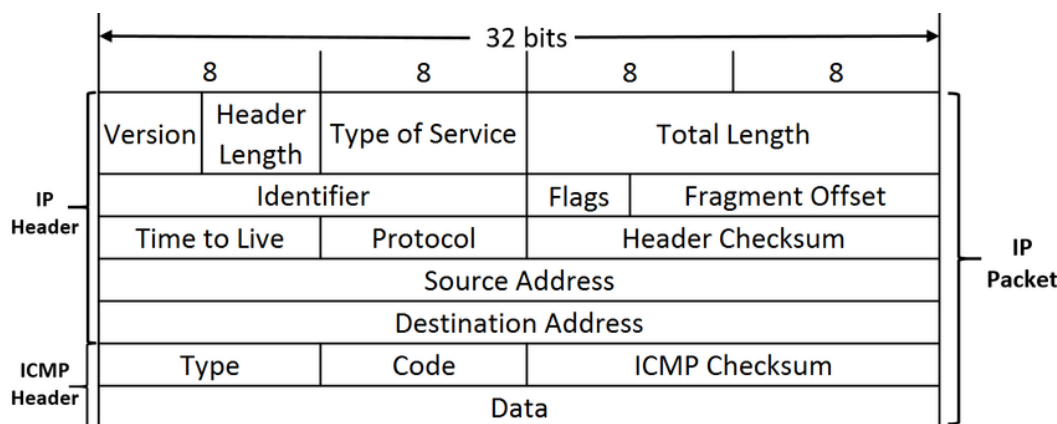 32 bits
8 8 8 8
Version Header Length Type of Service Total Length
Identifier Flags Fragment Offset
IP Header
Time to Live Protocol Header Checksum
IP Packet
Source Address
Destination Address
ICMP Header
Type Code ICMP Checksum
Data